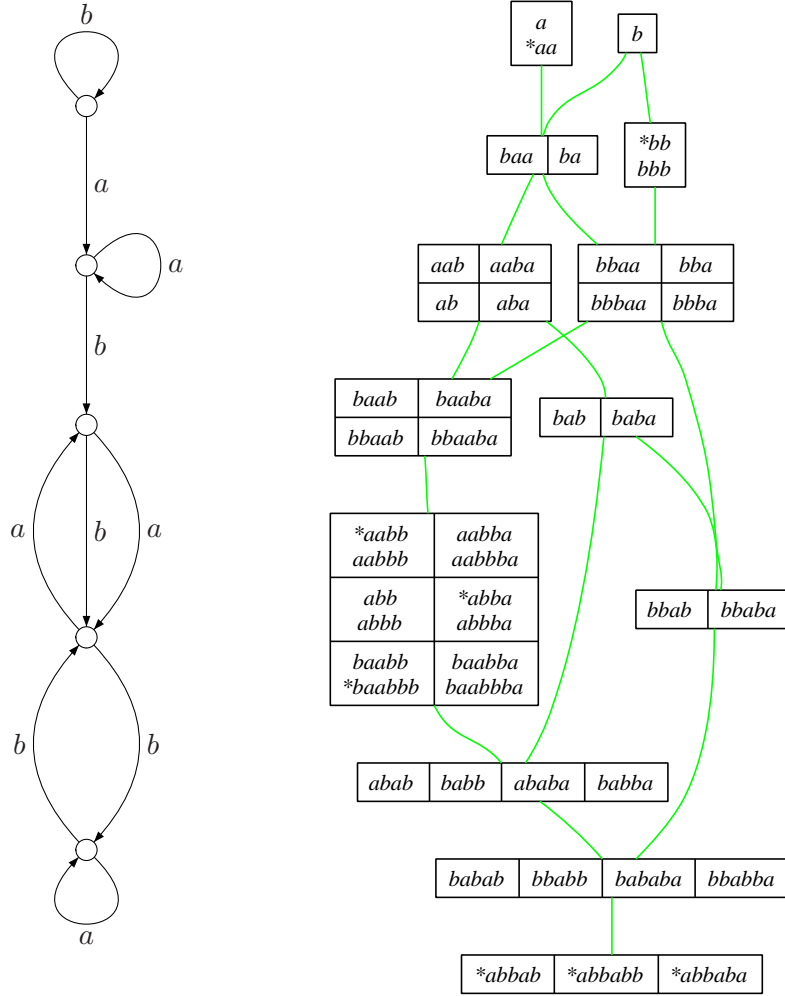 b
a
a
b
a
b
a
b
b
a
a
*aa
b
baa ba
*bb
bbb
aab aaba
ab aba
bbaa bba
bbbaa bbba
baab baaba
bbaab bbaaba
bab baba
*aabb aabba
aabbb aabbba
abb *abba
abbb abbba
baabb baabba
*baabbb baabbba
bbab bbaba
abab babb ababa babba
babab bbabb bababa bbabba
*abbab *abbabb *abbaba